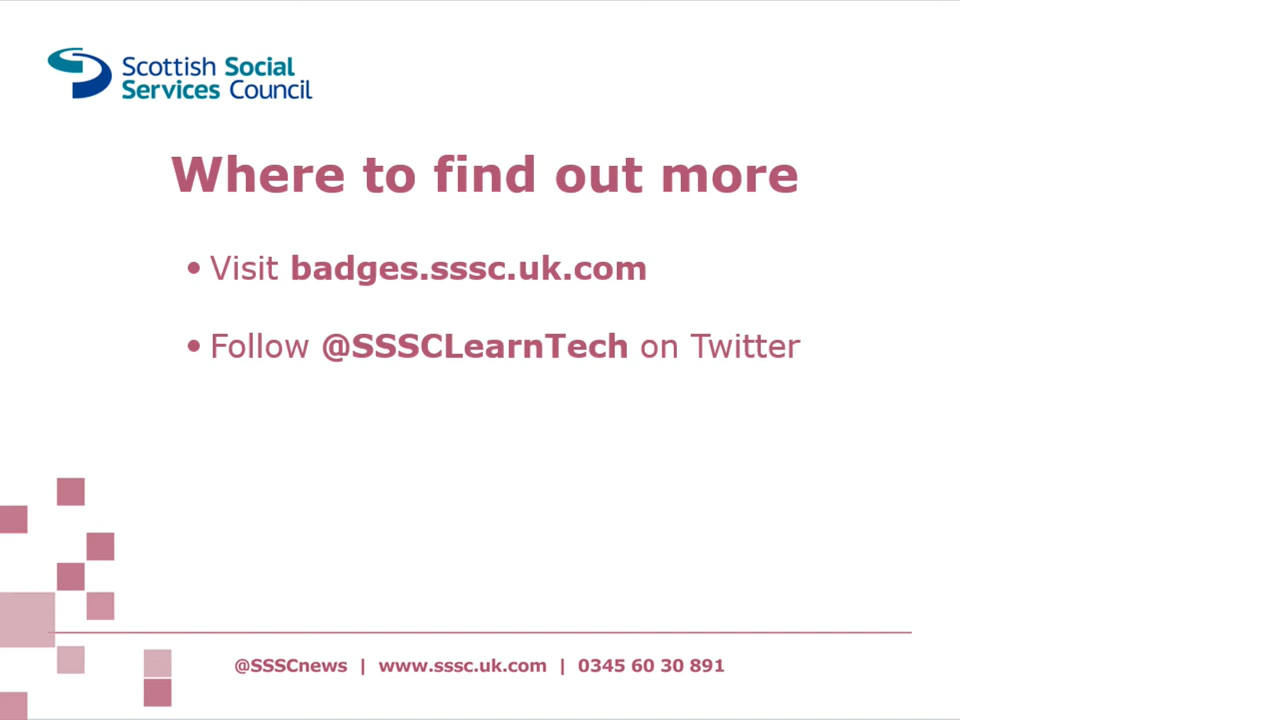 Scottish Social
Services Council
Where to find out more
• Visit badges.sssc.uk.com
• Follow @SSSCLearnTech on Twitter
@SSSCnews | www.sssc.uk.com | 0345 60 30 891